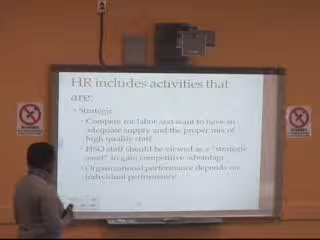 HR includes activities that
are:
Strategic
Compete for labor and want to have an
adequate supply and the proper mix of
high quality staff
HSO staff should be viewed as a "strategic
asset" to gain competitive advantage
Organizational performance depends on
individual performance